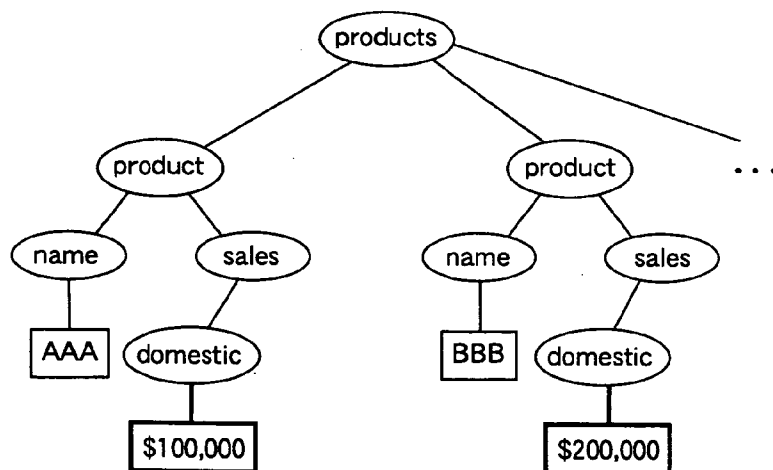 products
product
product
...
name
sales
name
sales
AAA
domestic
BBB
domestic
$100,000
$200,000